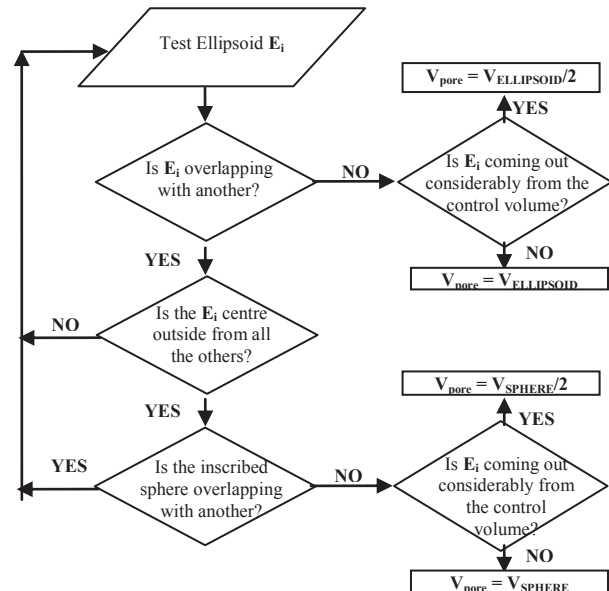 Test Ellipsoid Ei
Vpore = VELLIPSOID/2
YES
Is Ei overlapping
with another?
NO
Is Ei coming out
considerably from the
control volume?
YES
NO
Vpore = VELLIPSOID
NO
Is the Ei centre
outside from all
the others?
Vpore = VSPHERE/2
YES
YES
YES
Is the inscribed
sphere overlapping
with another?
NO
Is Ei coming out
considerably from
the control
volume?
NO
Vpore = VSPHERE